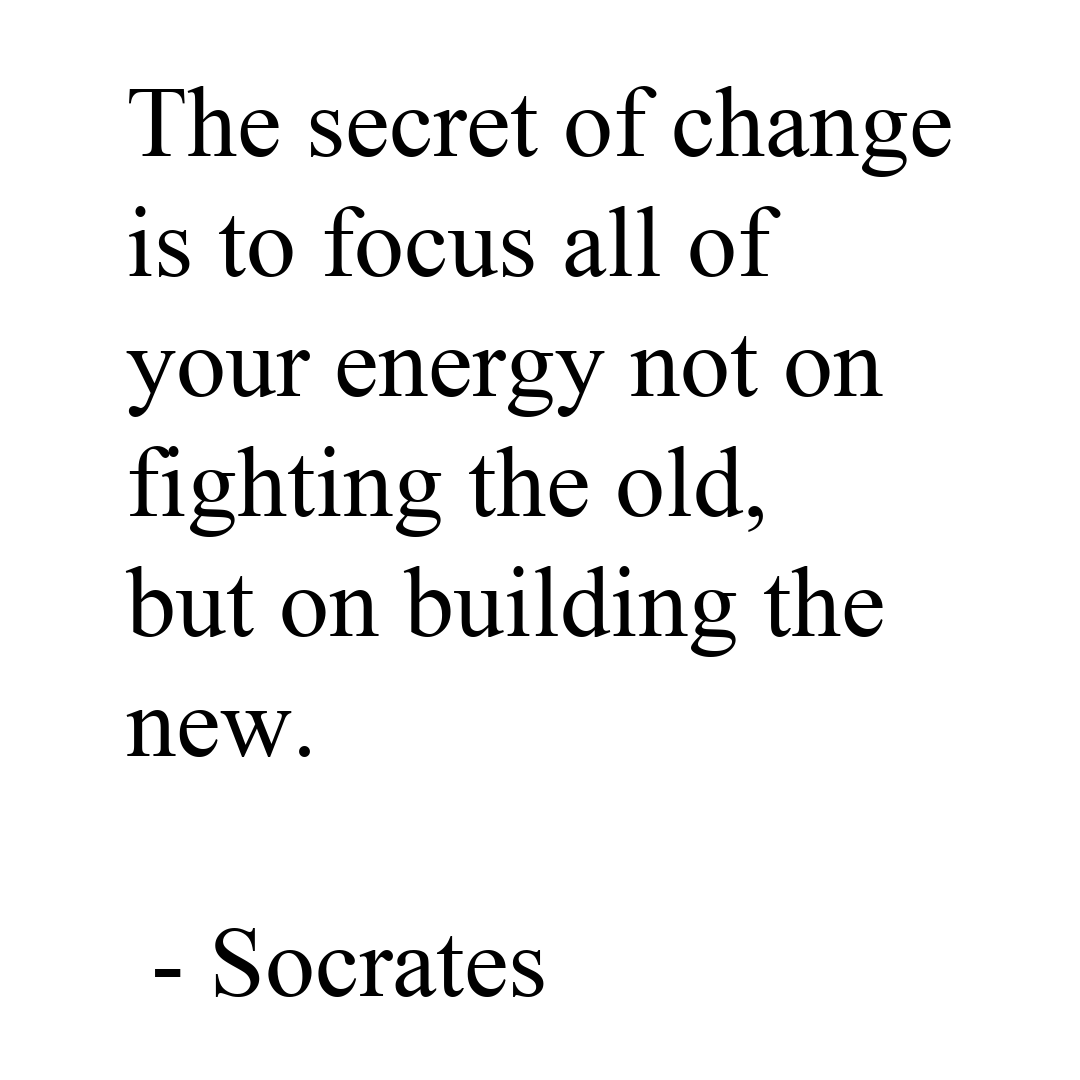 The secret of change
is to focus all of
your energy not on
fighting the old,
but on building the
new.
- Socrates